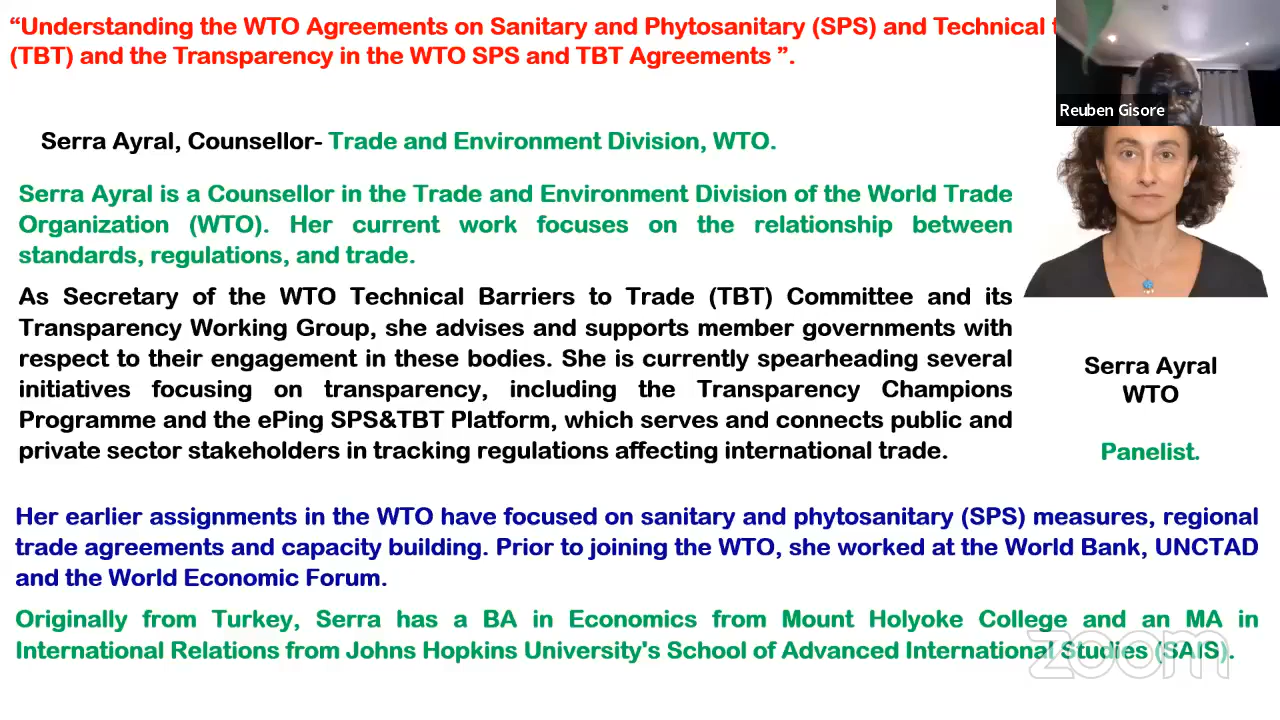 “Understanding the WTO Agreements on Sanitary and Phytosanitary (SPS) and Technical
(TBT) and the Transparency in the WTO SPS and TBT Agreements ”.
Reuben Gisore
Serra Ayral, Counsellor- Trade and Environment Division, WTO.
Serra Ayral is a Counsellor in the Trade and Environment Division of the World Trade
Organization (WTO). Her current work focuses on the relationship between
standards, regulations, and trade.
As Secretary of the WTO Technical Barriers to Trade (TBT) Committee and its
Transparency Working Group, she advises and supports member governments with
respect to their engagement in these bodies. She is currently spearheading several
initiatives focusing on transparency, including the Transparency Champions
Programme and the ePing SPS&TBT Platform, which serves and connects public and
private sector stakeholders in tracking regulations affecting international trade.
Serra Ayral
WTO
Panelist.
Her earlier assignments in the WTO have focused on sanitary and phytosanitary (SPS) measures, regional
trade agreements and capacity building. Prior to joining the WTO, she worked at the World Bank, UNCTAD
and the World Economic Forum.
Originally from Turkey, Serra has a BA in Economics from Mount Holyoke College and an MA in
International Relations from Johns Hopkins University's School of Advanced International Studies (SAIS).
zoom